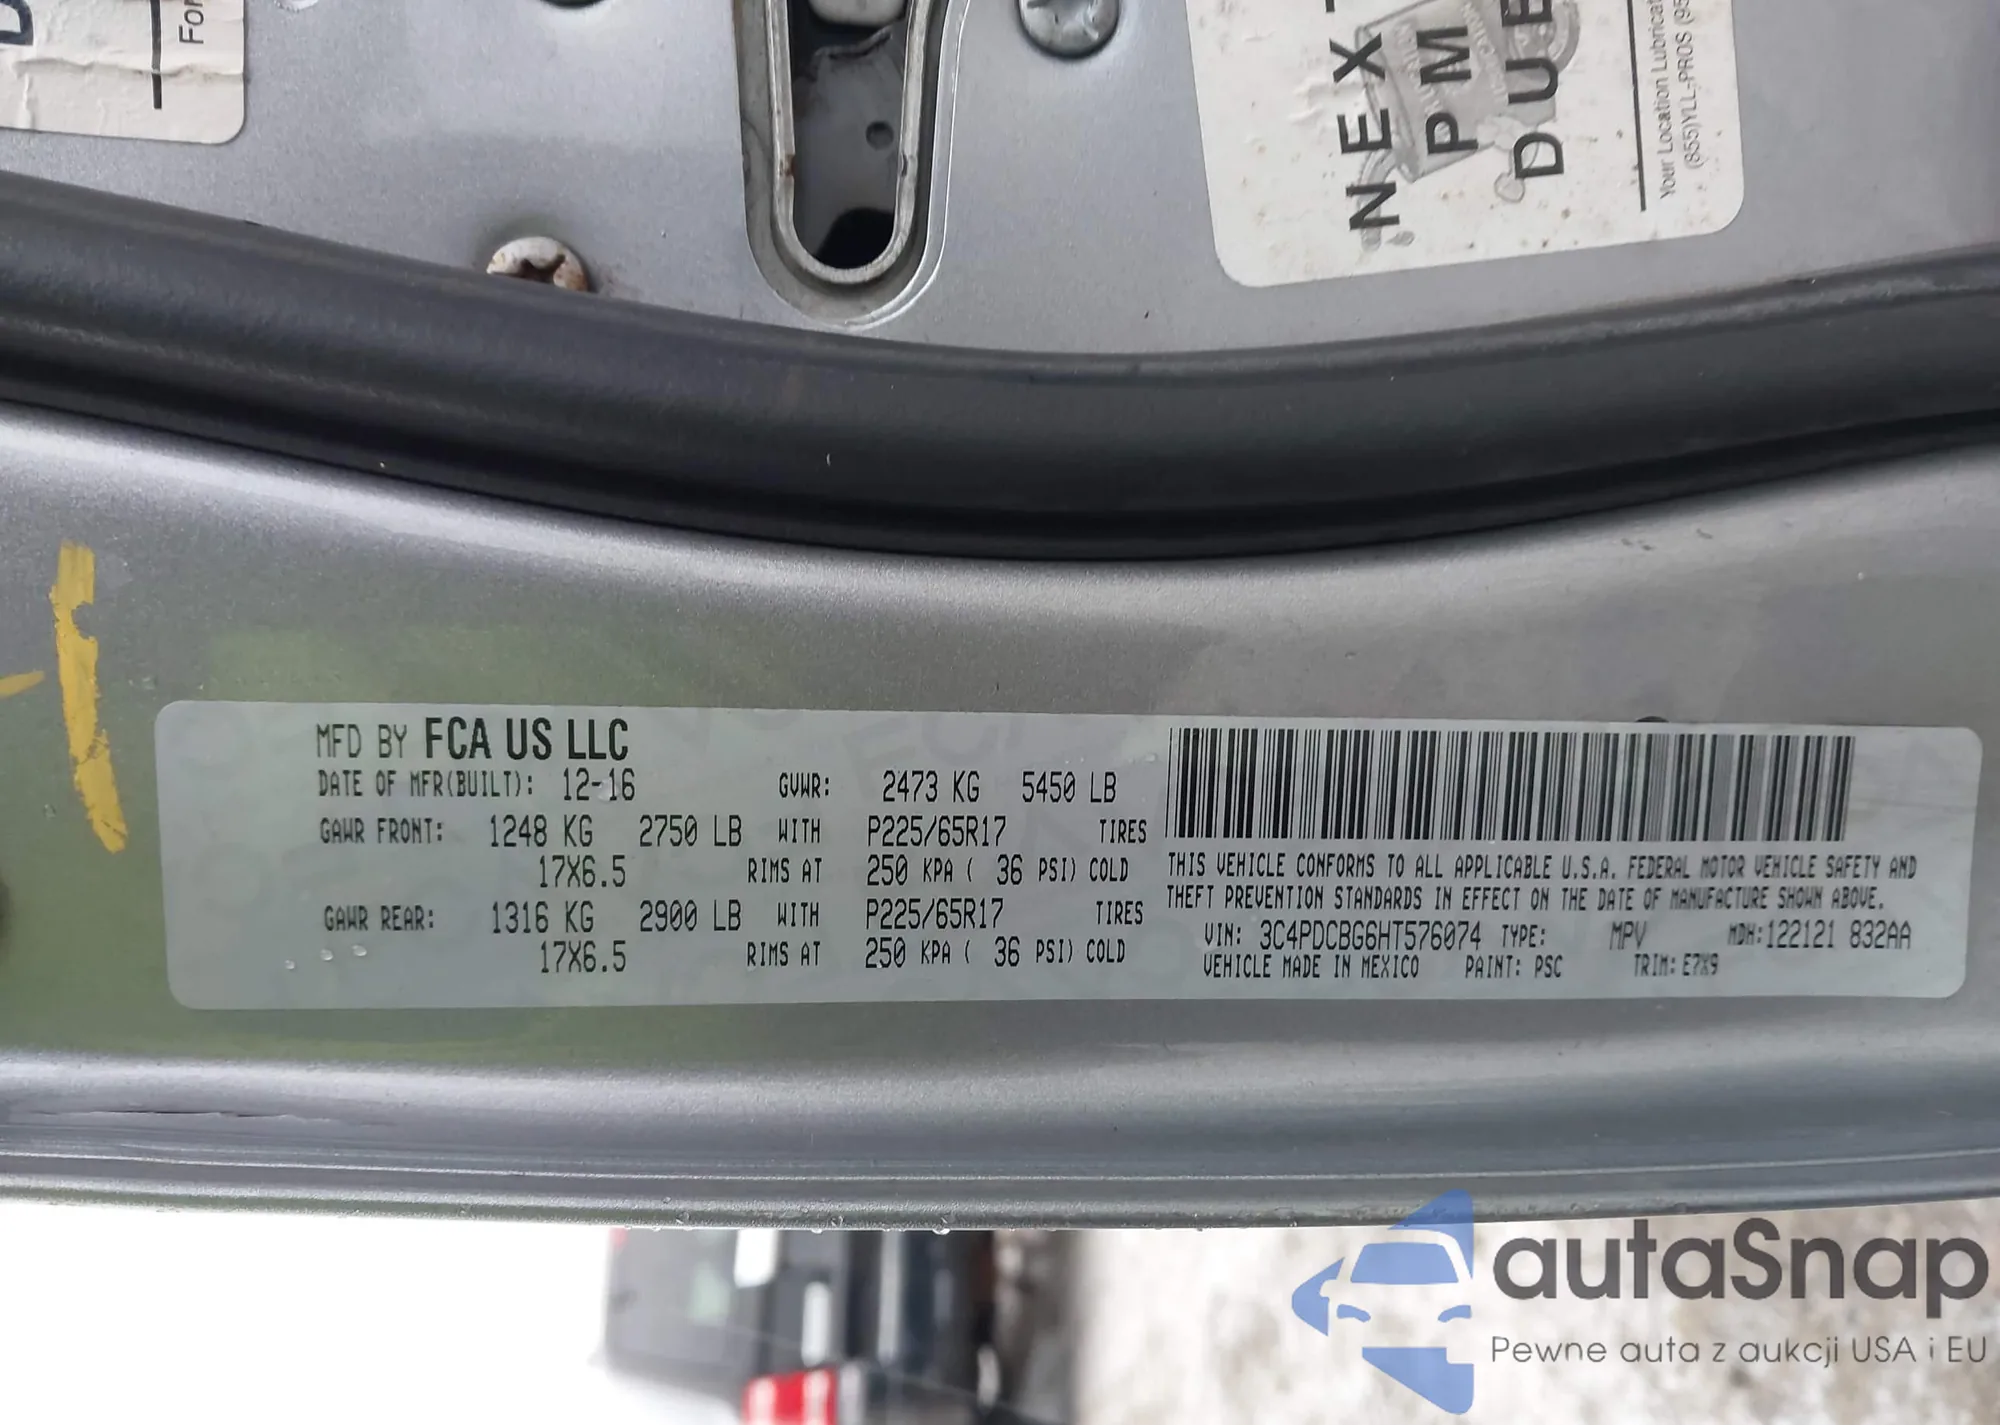 For
NEXT
PM
DUE
Your Location Lubricat
(855)YLL-PROS (95
MFD BY FCA US LLC
DATE OF MFR(BUILT): 12-16 GVWR: 2473 KG 5450 LB
GAWR FRONT: 1248 KG 2750 LB WITH P225/65R17 TIRES
17X6.5 RIMS AT 250 KPA ( 36 PSI) COLD
GAWR REAR: 1316 KG 2900 LB WITH P225/65R17 TIRES
17X6.5 RIMS AT 250 KPA ( 36 PSI) COLD
THIS VEHICLE CONFORMS TO ALL APPLICABLE U.S.A. FEDERAL MOTOR VEHICLE SAFETY AND
THEFT PREVENTION STANDARDS IN EFFECT ON THE DATE OF MANUFACTURE SHOWN ABOVE.
VIN: 3C4PDCBG6HT576074 TYPE: MPV MDH:122121 832AA
VEHICLE MADE IN MEXICO PAINT: PSC TRIM: E7X9
autaSnap
Pewne auta z aukcji USA i EU